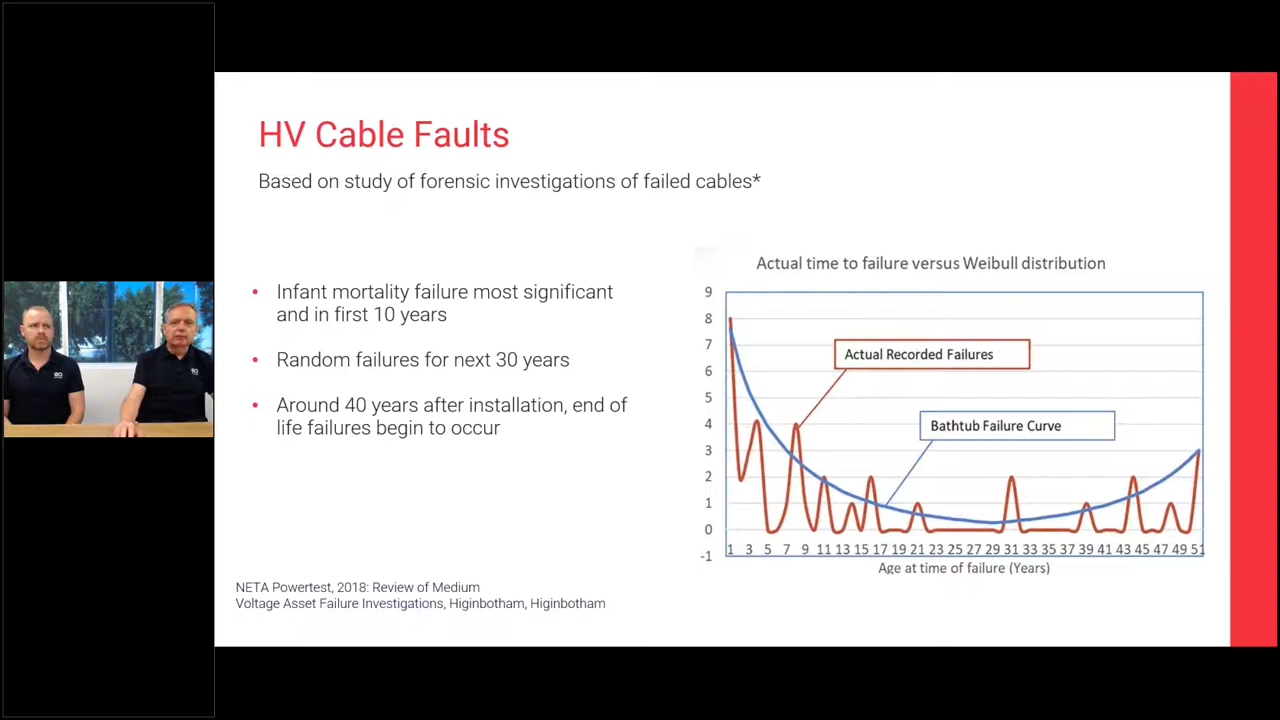 HV Cable Faults
Based on study of forensic investigations of failed cables*
• Infant mortality failure most significant
and in first 10 years
• Random failures for next 30 years
• Around 40 years after installation, end of
life failures begin to occur
NETA Powertest, 2018: Review of Medium
Voltage Asset Failure Investigations, Higinbotham, Higinbotham
Actual time to failure versus Weibull distribution
9
8
7
6
5
4
3
2
1
0
-1
Actual Recorded Failures
Bathtub Failure Curve
1 3 5 7 9 11 13 15 17 19 21 23 25 27 29 31 33 35 37 39 41 43 45 47 49 51
Age at time of failure (Years)
ea
ea